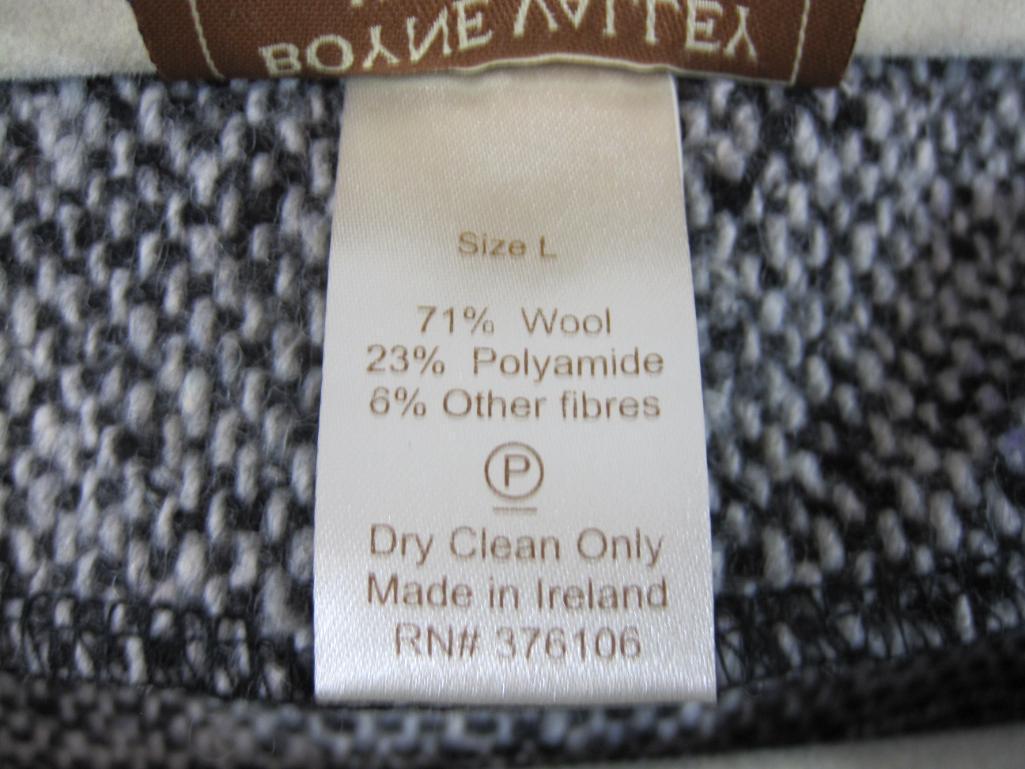 BOYNE VALLEY
Size L
71% Wool
23% Polyamide
6% Other fibres
P
Dry Clean Only
Made in Ireland
RN# 376106